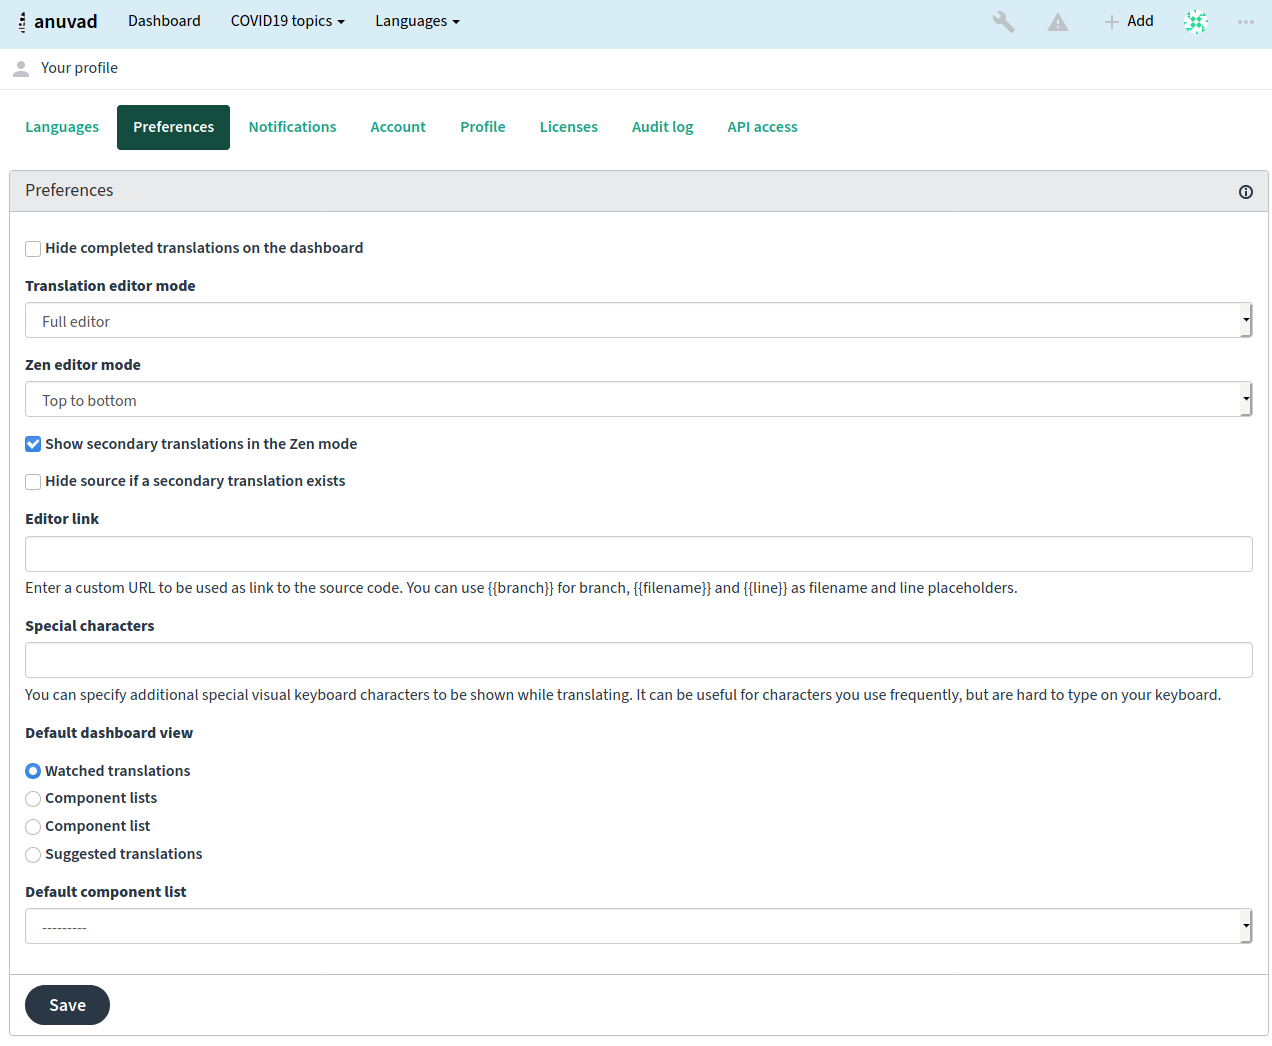 anuvad Dashboard COVID19 topics Languages Add
Your profile
Languages Preferences Notifications Account Profile Licenses Audit log API access
Preferences
Hide completed translations on the dashboard
Translation editor mode
Full editor
Zen editor mode
Top to bottom
Show secondary translations in the Zen mode
Hide source if a secondary translation exists
Editor link
Enter a custom URL to be used as link to the source code. You can use {{branch}} for branch, {{filename}} and {{line}} as filename and line placeholders.
Special characters
You can specify additional special visual keyboard characters to be shown while translating. It can be useful for characters you use frequently, but are hard to type on your keyboard.
Default dashboard view
Watched translations
Component lists
Component list
Suggested translations
Default component list
---------
Save